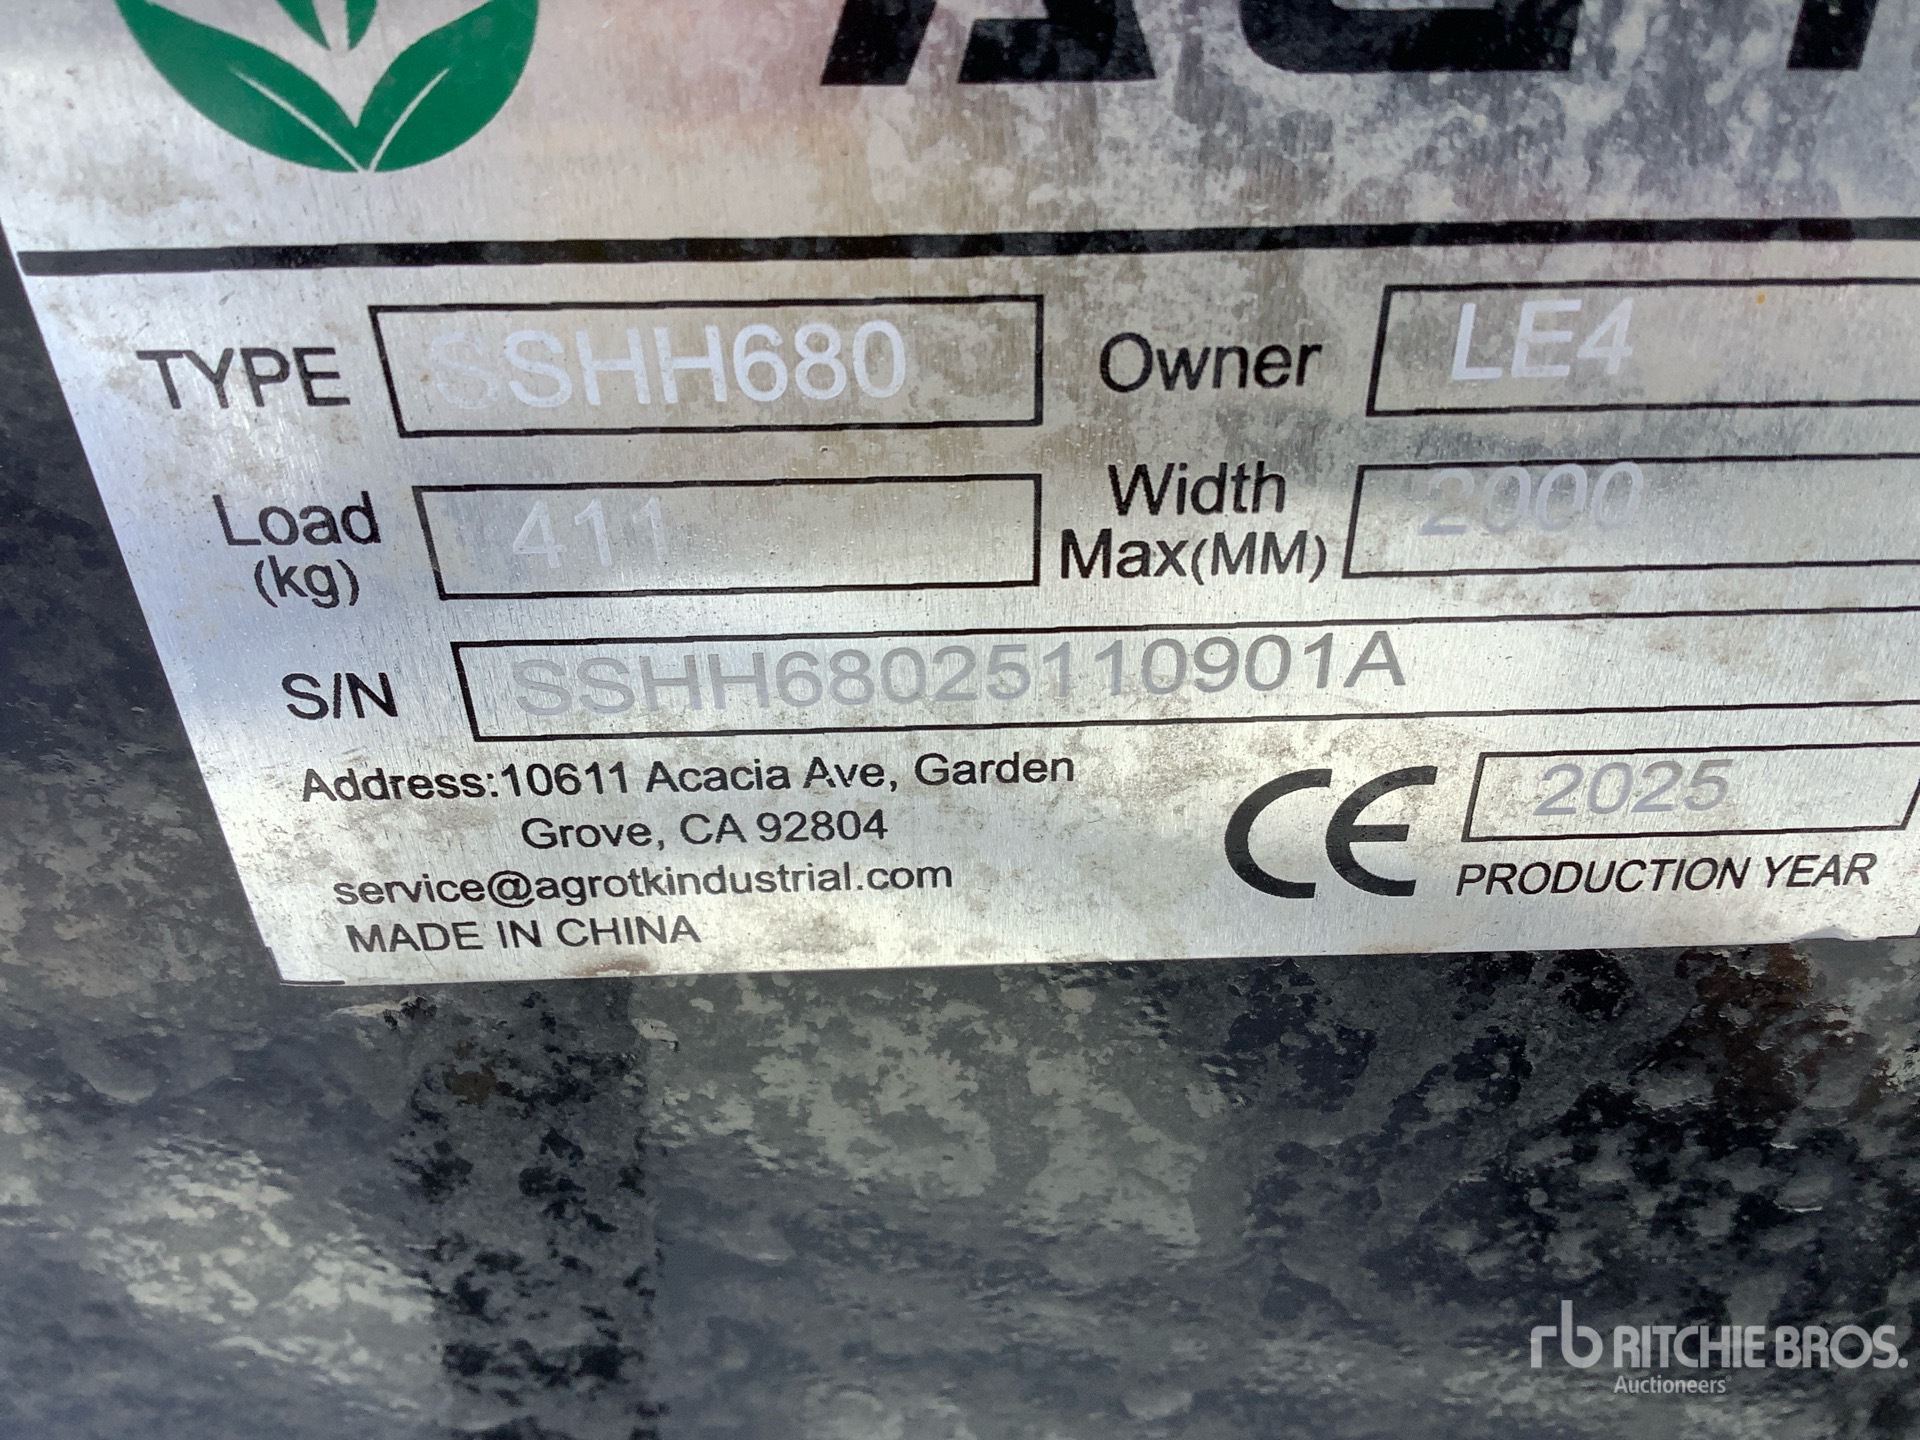 TYPE SSHH680 Owner LE4
Load (kg) 411 Width Max(MM) 2000
S/N SSHH68025110901A
Address:10611 Acacia Ave, Garden
Grove, CA 92804
service@agrotkindustrial.com
MADE IN CHINA
CE 2025
PRODUCTION YEAR
rb RITCHIE BROS.
Auctioneers